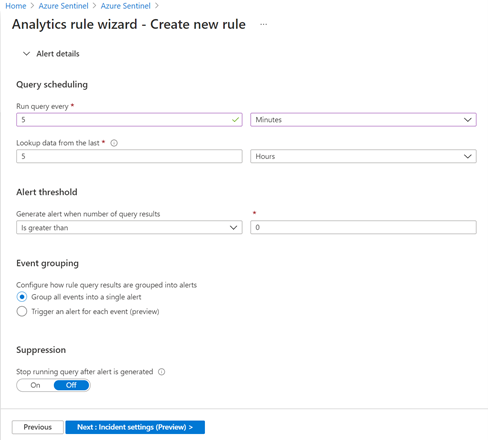 Home > Azure Sentinel > Azure Sentinel >
Analytics rule wizard - Create new rule ...
Alert details
Query scheduling
Run query every *
5 Minutes
Lookup data from the last *
5 Hours
Alert threshold
Generate alert when number of query results *
Is greater than 0
Event grouping
Configure how rule query results are grouped into alerts
Group all events into a single alert
Trigger an alert for each event (preview)
Suppression
Stop running query after alert is generated
On Off
Previous Next : Incident settings (Preview) >